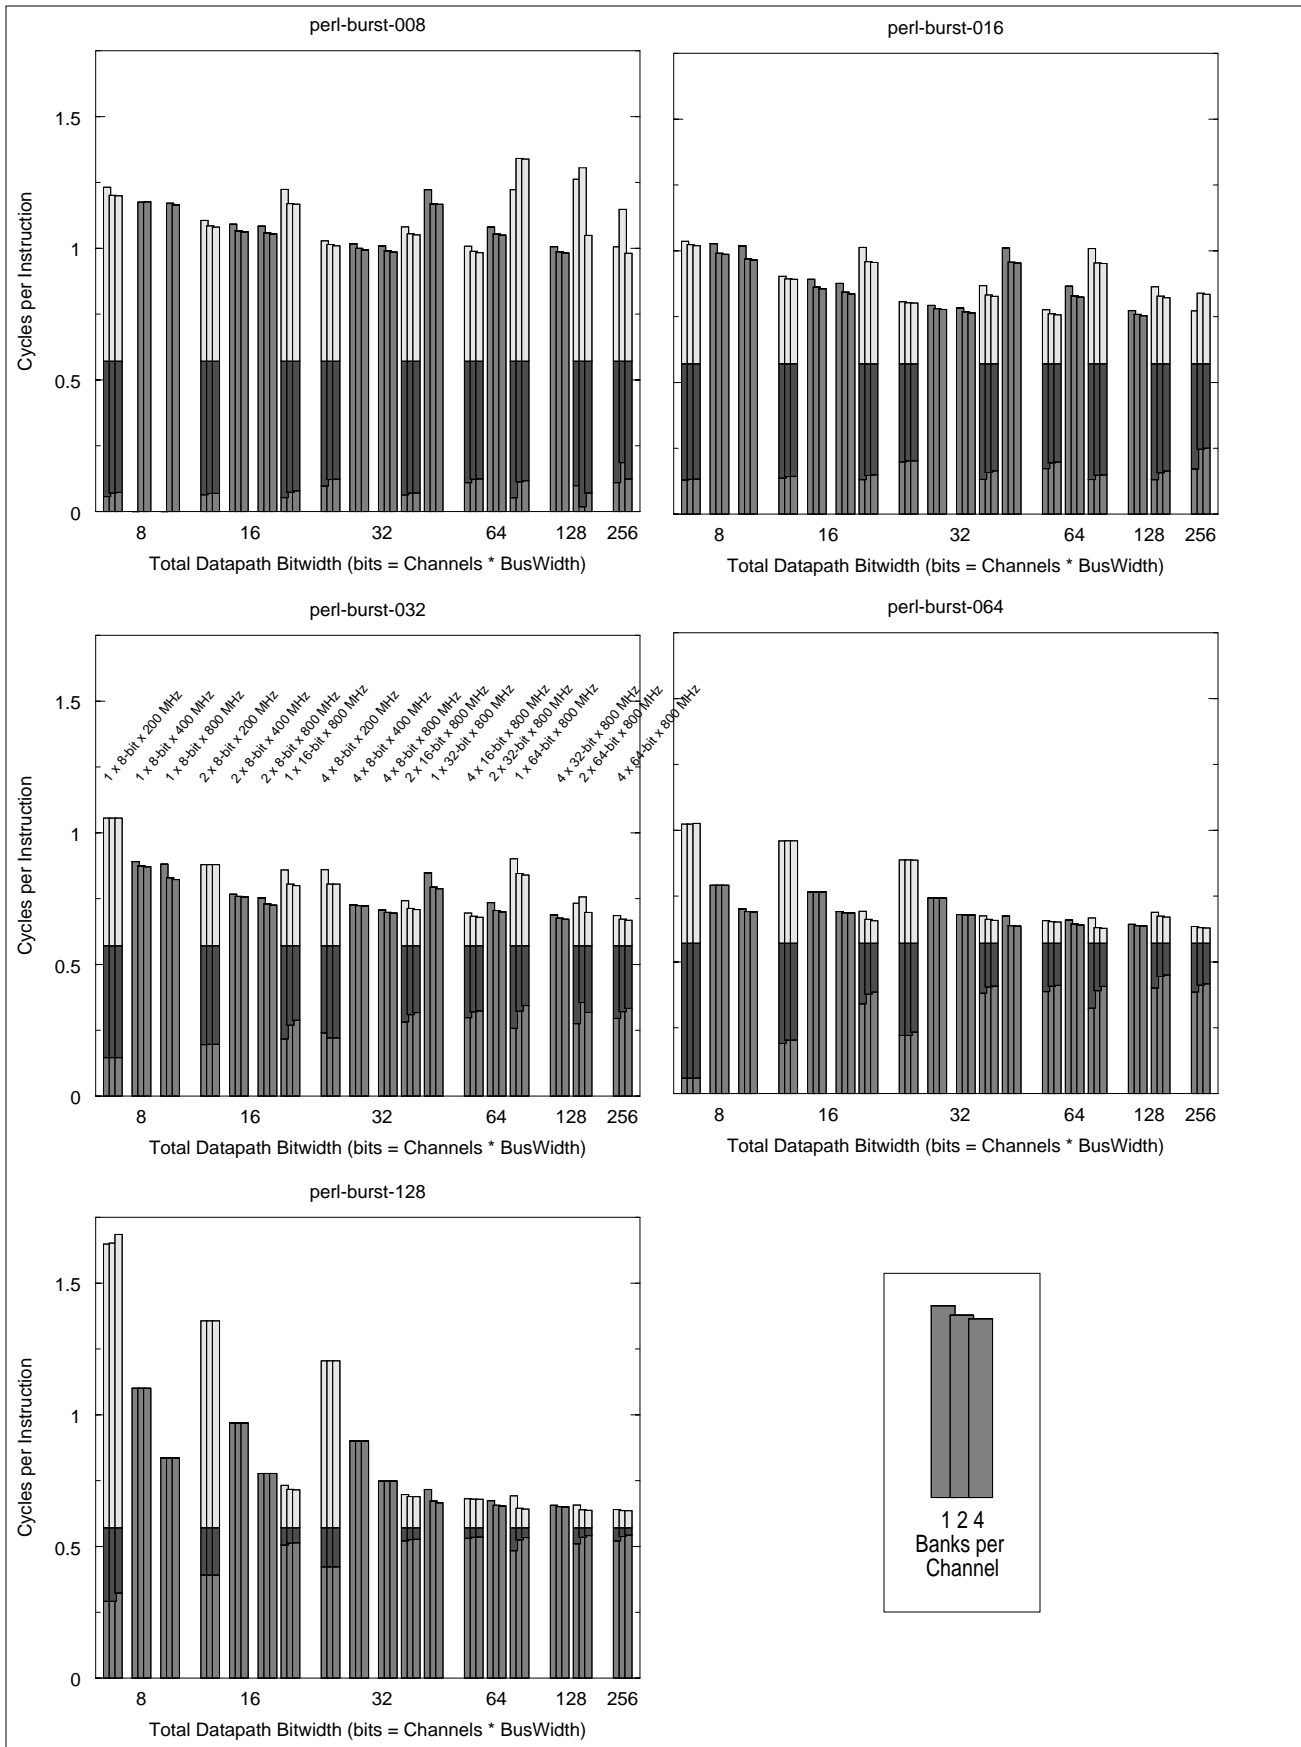 perl-burst-008
perl-burst-016
1.5
1
0.5
0
Cycles per Instruction
8 16 32 64 128 256
8 16 32 64 128 256
Total Datapath Bitwidth (bits = Channels * BusWidth)
Total Datapath Bitwidth (bits = Channels * BusWidth)
perl-burst-032
perl-burst-064
1.5
1
0.5
0
Cycles per Instruction
1 x 8-bit x 200 MHz
1 x 8-bit x 400 MHz
1 x 8-bit x 800 MHz
2 x 8-bit x 200 MHz
2 x 8-bit x 400 MHz
2 x 8-bit x 800 MHz
1 x 16-bit x 800 MHz
4 x 8-bit x 200 MHz
4 x 8-bit x 400 MHz
4 x 8-bit x 800 MHz
2 x 16-bit x 800 MHz
1 x 32-bit x 800 MHz
4 x 16-bit x 800 MHz
2 x 32-bit x 800 MHz
1 x 64-bit x 800 MHz
4 x 32-bit x 800 MHz
2 x 64-bit x 800 MHz
4 x 64-bit x 800 MHz
8 16 32 64 128 256
8 16 32 64 128 256
Total Datapath Bitwidth (bits = Channels * BusWidth)
Total Datapath Bitwidth (bits = Channels * BusWidth)
perl-burst-128
1.5
1
0.5
0
Cycles per Instruction
8 16 32 64 128 256
Total Datapath Bitwidth (bits = Channels * BusWidth)
1 2 4
Banks per
Channel